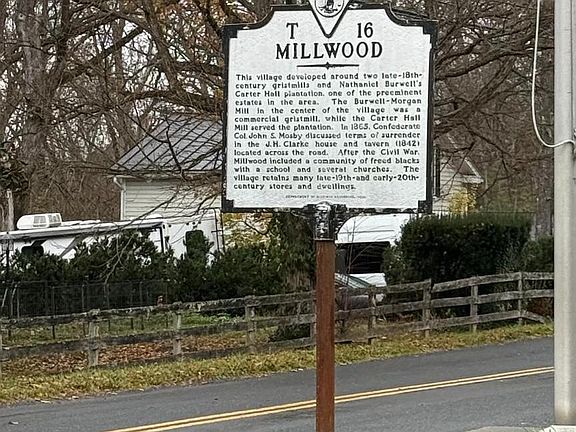 T 16
MILLWOOD
This village developed around two late-18th-
century gristmills and Nathaniel Burwell's
Carter Hall plantation, one of the preeminent
estates in the area. The Burwell-Morgan
Mill in the center of the village was a
commercial gristmill, while the Carter Hall
Mill served the plantation. In 1865, Confederate
Col. John S. Mosby discussed terms of surrender
in the J.H. Clarke house and tavern (1842)
located across the road. After the Civil War,
Millwood included a community of freed blacks
with a school and several churches. The
village retains many late-19th-and early-20th-
century stores and dwellings.
DEPARTMENT OF HISTORIC RESOURCES,